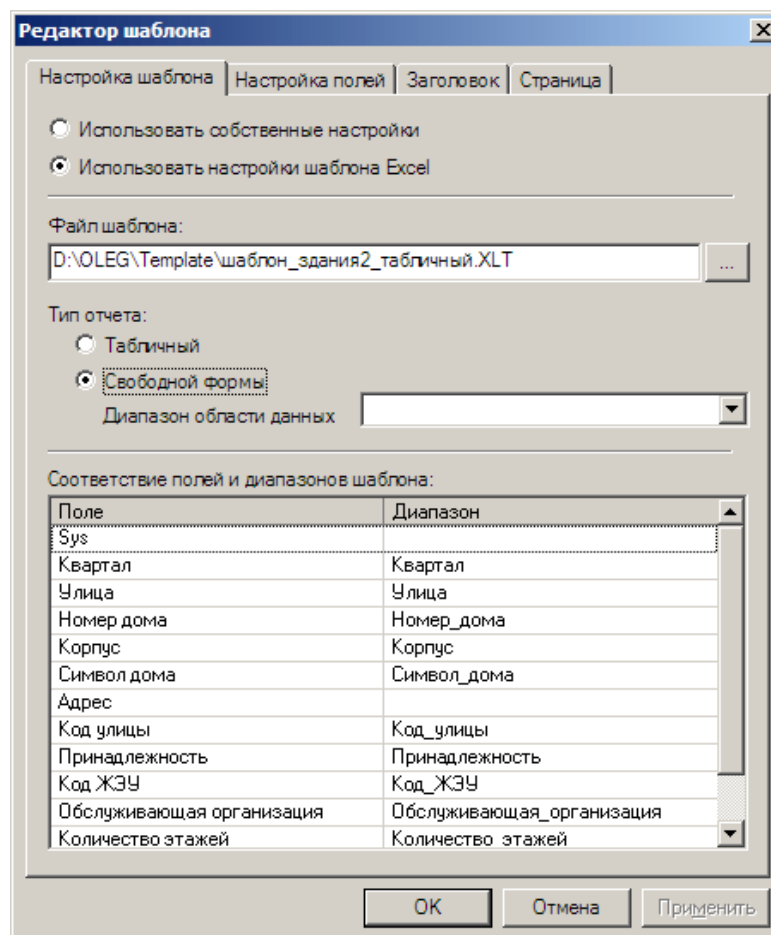 Редактор шаблона
Настройка шаблона Настройка полей Заголовок Страница
Использовать собственные настройки
Использовать настройки шаблона Excel
Файл шаблона:
D:\OLEG\Template\шаблон_здания2_табличный.XLT ...
Тип отчета:
Табличный
Свободной формы
Диапазон области данных
Соответствие полей и диапазонов шаблона:
Поле Диапазон
Sys
Квартал Квартал
Улица Улица
Номер дома Номер_дома
Корпус Корпус
Символ дома Символ_дома
Адрес
Код улицы Код_улицы
Принадлежность Принадлежность
Код ЖЭУ Код_ЖЭУ
Обслуживающая организация Обслуживающая_организация
Количество этажей Количество_этажей
OK Отмена Применить